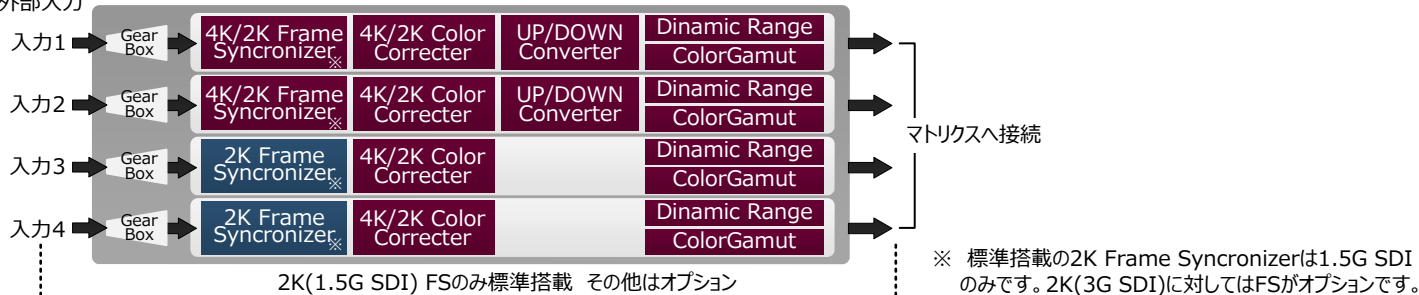 外部入力
入力1
Gear
Box
4K/2K Frame
Syncronizer※
4K/2K Color
Correcter
UP/DOWN
Converter
Dinamic Range
ColorGamut
入力2
Gear
Box
4K/2K Frame
Syncronizer※
4K/2K Color
Correcter
UP/DOWN
Converter
Dinamic Range
ColorGamut
マトリクスへ接続
入力3
Gear
Box
2K Frame
Syncronizer※
4K/2K Color
Correcter
Dinamic Range
ColorGamut
入力4
Gear
Box
2K Frame
Syncronizer※
4K/2K Color
Correcter
Dinamic Range
ColorGamut
2K(1.5G SDI) FSのみ標準搭載 その他はオプション
※ 標準搭載の2K Frame Syncronizerは1.5G SDI
のみです。2K(3G SDI)に対してはFSがオプションです。